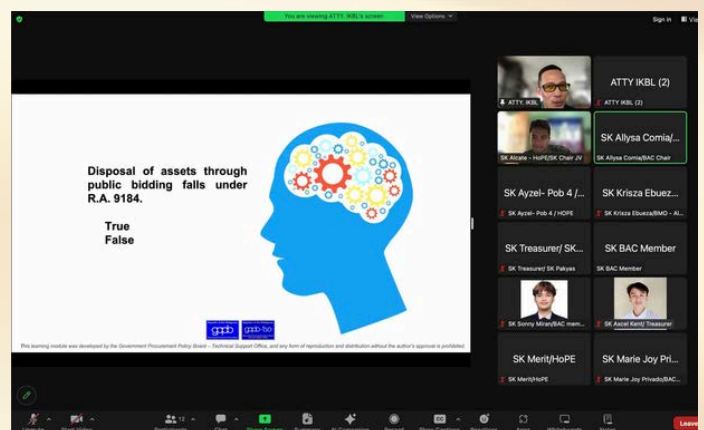 You are viewing ATTY. IKBL's screen
View Options
Sign in
View
Disposal of assets through
public bidding falls under
R.A. 9184.
True
False
gppb
gppb-tso
This learning module was developed by the Government Procurement Policy Board – Technical Support Office, and any form of reproduction and distribution without the author's approval is prohibited.
ATTY. IKBL
ATTY IKBL (2)
ATTY IKBL (2)
SK Alcate - HoPE/SK Chair JV
SK Allysa Comia/...
SK Allysa Comia/BAC Chair
SK Ayzel- Pob 4 /...
SK Ayzel- Pob 4 / HOPE
SK Krisza Ebuez...
SK Krisza Ebueza/BMO - Al...
SK Treasurer/ SK...
SK Treasurer/ SK Pakyas
SK BAC Member
SK BAC Member
SK Sonny Miran/BAC mem...
SK Axcel Kent/ Treasurer
SK Merit/HoPE
SK Merit/HoPE
SK Marie Joy Pri...
SK Marie Joy Privado/BAC...
12
Leave